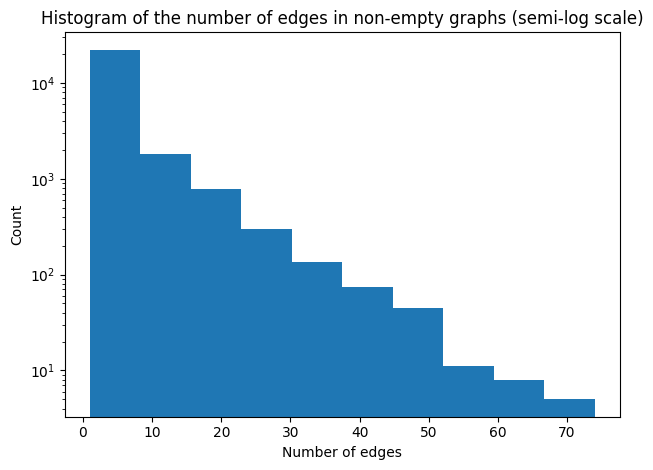 Histogram of the number of edges in non-empty graphs (semi-log scale)
Count
10^4
10^3
10^2
10^1
0 10 20 30 40 50 60 70
Number of edges